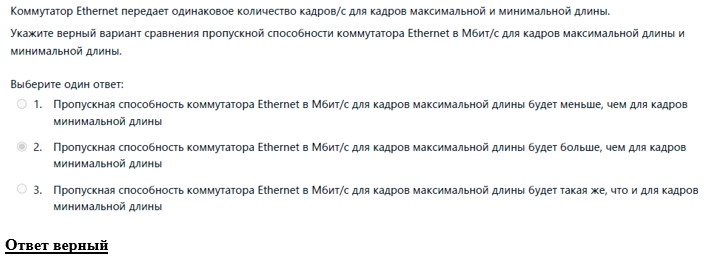 Коммутатор Ethernet передает одинаковое количество кадров/с для кадров максимальной и минимальной длины.
Укажите верный вариант сравнения пропускной способности коммутатора Ethernet в Мбит/с для кадров максимальной длины и
минимальной длины.
Выберите один ответ:
1. Пропускная способность коммутатора Ethernet в Мбит/с для кадров максимальной длины будет меньше, чем для кадров
минимальной длины
2. Пропускная способность коммутатора Ethernet в Мбит/с для кадров максимальной длины будет больше, чем для кадров
минимальной длины
3. Пропускная способность коммутатора Ethernet в Мбит/с для кадров максимальной длины будет такая же, что и для кадров
минимальной длины
Ответ верный